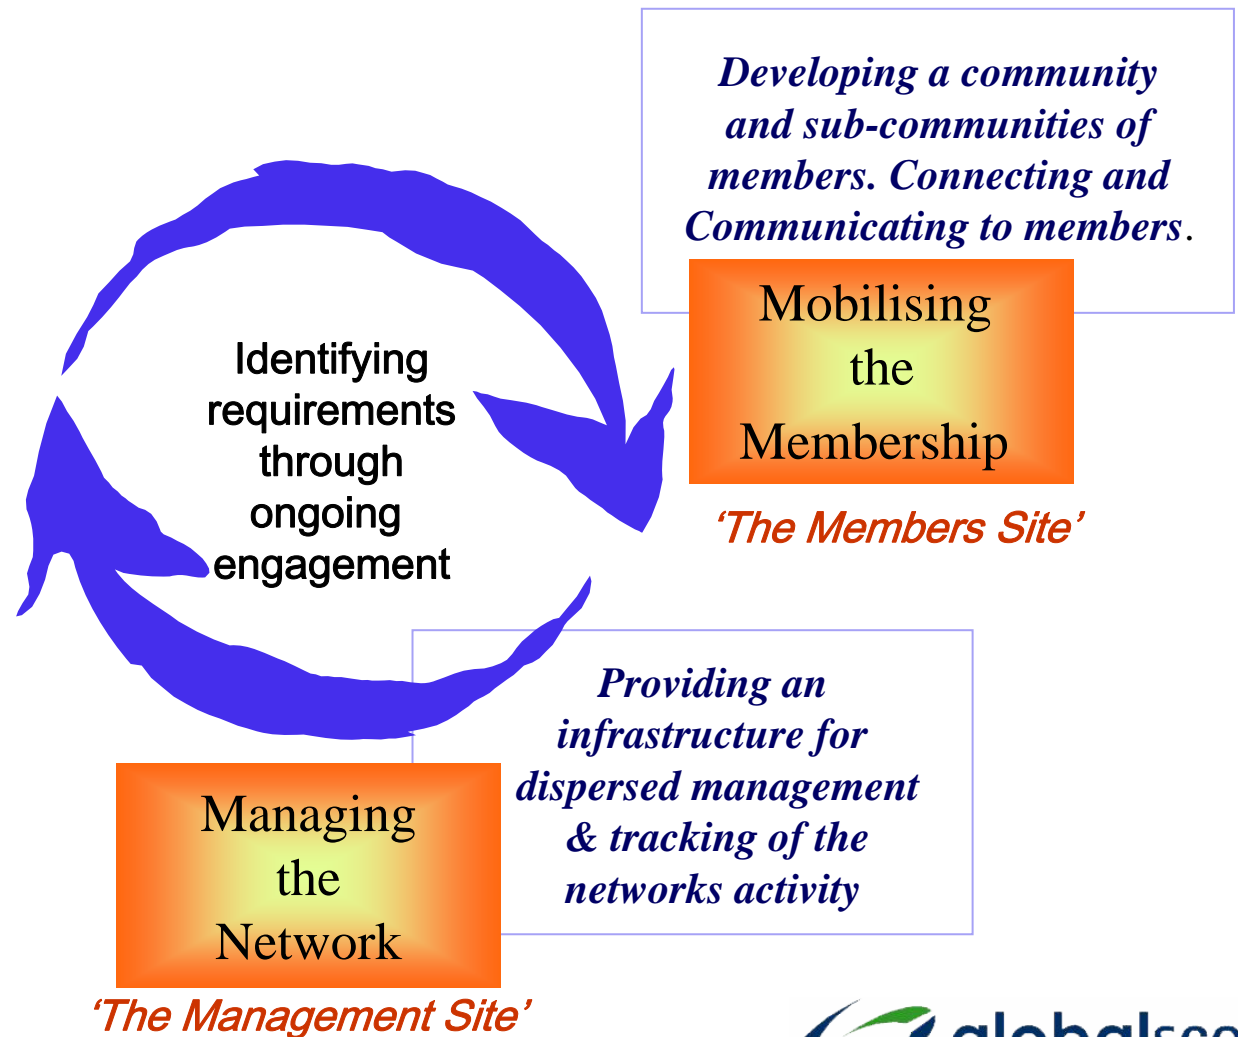 Developing a community
and sub-communities of
members. Connecting and
Communicating to members.
Mobilising
the
Membership
'The Members Site'
Identifying
requirements
through
ongoing
engagement
Providing an
infrastructure for
dispersed management
& tracking of the
networks activity
Managing
the
Network
'The Management Site'